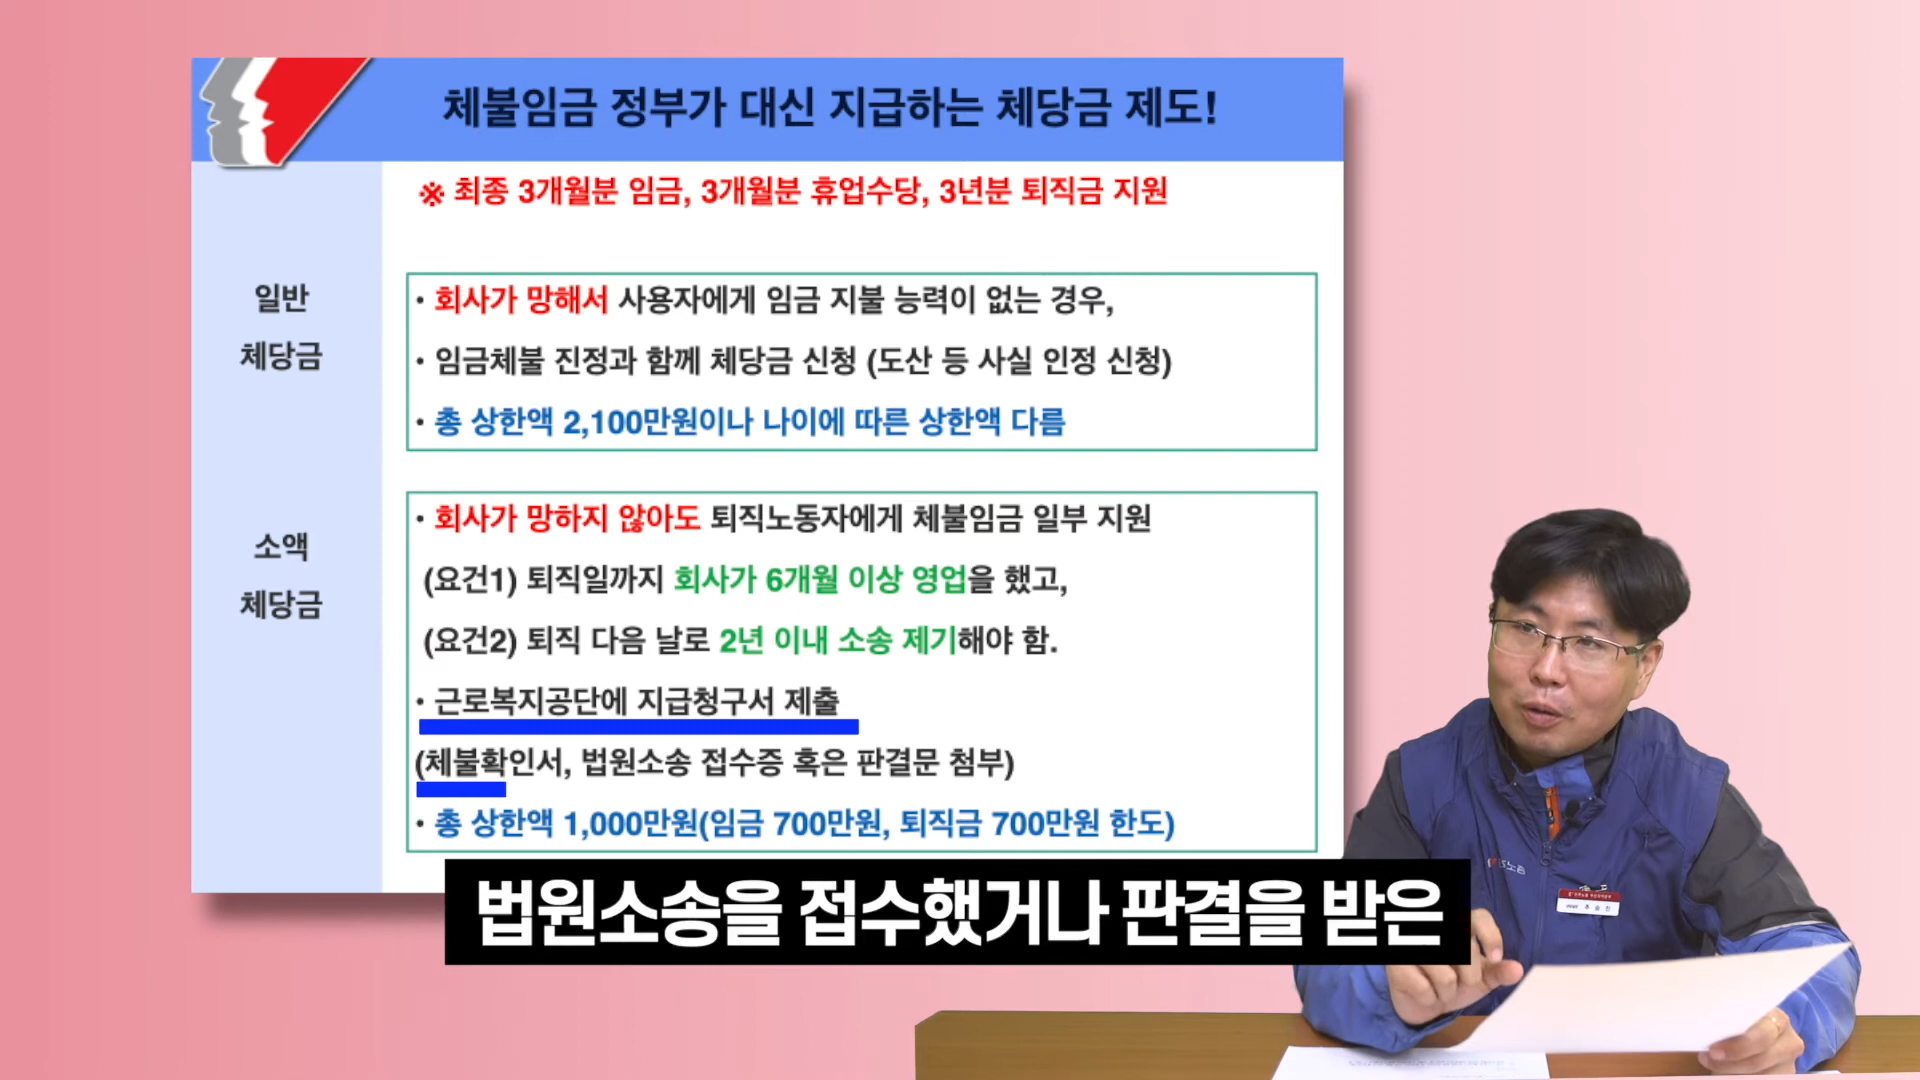 체불임금 정부가 대신 지급하는 체당금 제도!
※ 최종 3개월분 임금, 3개월분 휴업수당, 3년분 퇴직금 지원
일반
체당금
· 회사가 망해서 사용자에게 임금 지불 능력이 없는 경우,
· 임금체불 진정과 함께 체당금 신청 (도산 등 사실 인정 신청)
· 총 상한액 2,100만원이나 나이에 따른 상한액 다름
소액
체당금
· 회사가 망하지 않아도 퇴직노동자에게 체불임금 일부 지원
(요건1) 퇴직일까지 회사가 6개월 이상 영업을 했고,
(요건2) 퇴직 다음 날로 2년 이내 소송 제기해야 함.
· 근로복지공단에 지급청구서 제출
(체불확인서, 법원소송 접수증 혹은 판결문 첨부)
· 총 상한액 1,000만원(임금 700만원, 퇴직금 700만원 한도)
법원소송을 접수했거나 판결을 받은